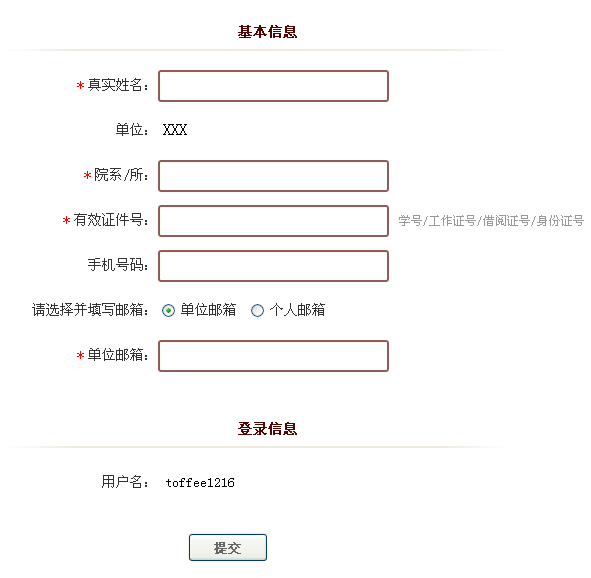 基本信息
*真实姓名：
单位： XXX
*院系/所：
*有效证件号： 学号/工作证号/借阅证号/身份证号
手机号码：
请选择并填写邮箱： 单位邮箱 个人邮箱
*单位邮箱：
登录信息
用户名： toffee1216
提交